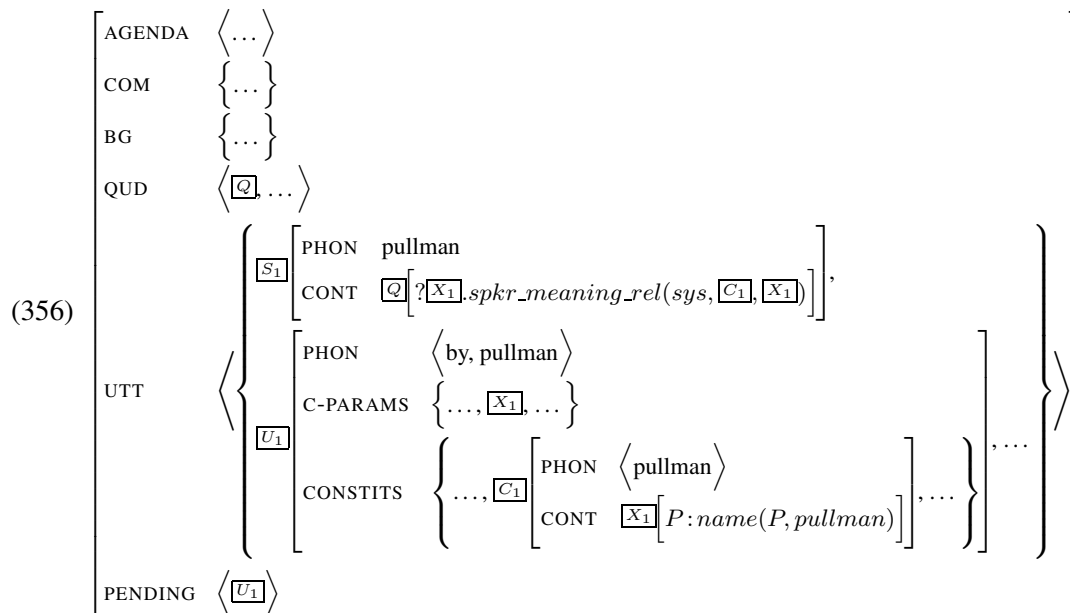 AGENDA ⟨…⟩
COM {…}
BG {…}
QUD ⟨Q, …⟩
S₁ [PHON pullman
CONT Q[?X₁.spkr_meaning_rel(sys, C₁, X₁)]],
(356)
UTT ⟨{U₁ [PHON ⟨by, pullman⟩
C-PARAMS {…, X₁, …}
CONSTITS {…, C₁ [PHON ⟨pullman⟩
CONT X₁[P:name(P, pullman)]], …}], …}⟩
PENDING ⟨U₁⟩